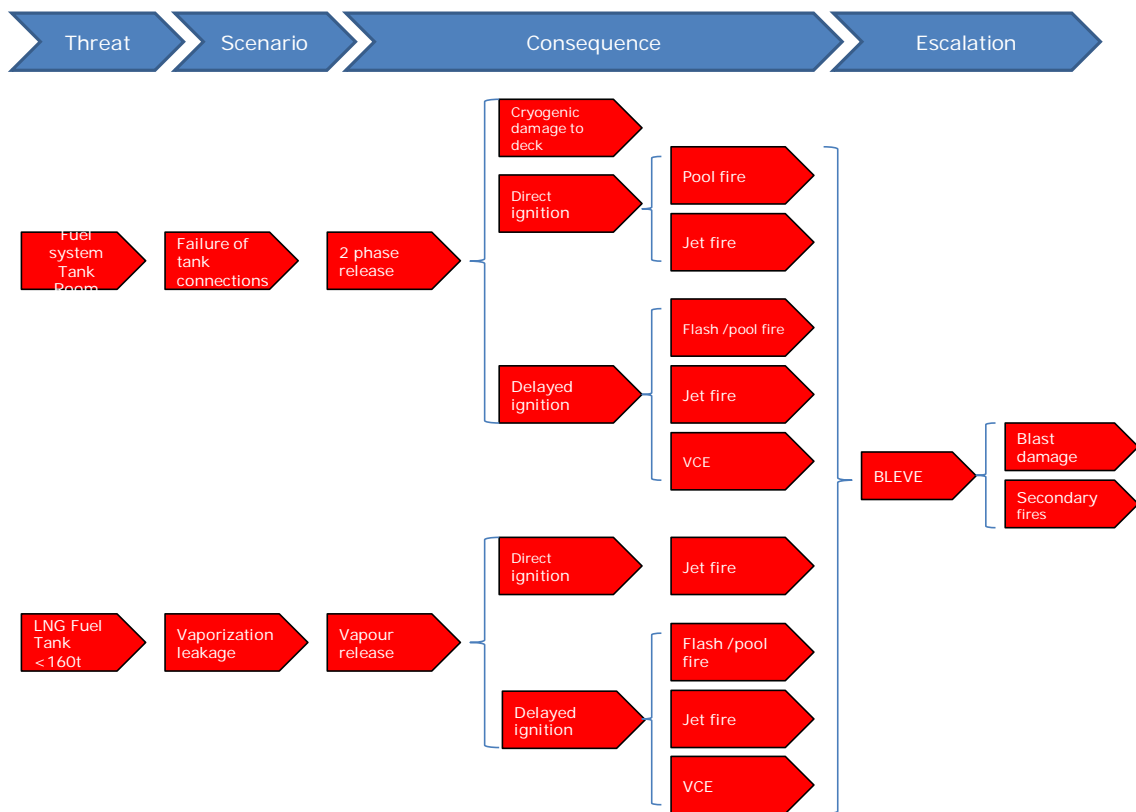 Threat
Scenario
Consequence
Escalation
Cryogenic
damage to
deck
Direct
ignition
Pool fire
Jet fire
Fuel
system
Tank
Room
Failure of
tank
connections
2 phase
release
Flash /pool fire
Delayed
ignition
Jet fire
VCE
BLEVE
Blast
damage
Secondary
fires
Direct
ignition
Jet fire
LNG Fuel
Tank
<160t
Vaporization
leakage
Vapour
release
Flash /pool
fire
Delayed
ignition
Jet fire
VCE